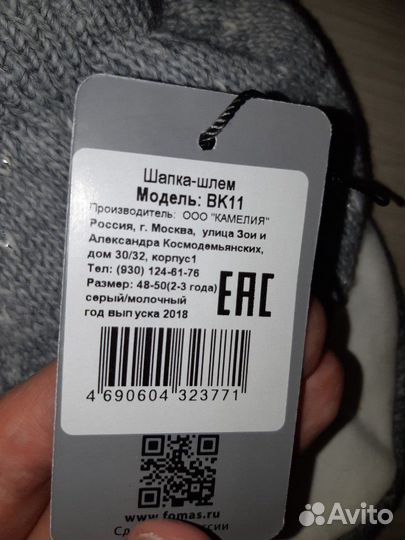 Шапка-шлем
Модель: ВК11
Производитель: ООО "КАМЕЛИЯ"
Россия, г. Москва, улица Зои и
Александра Космодемьянских,
дом 30/32, корпус1
Тел: (930) 124-61-76
Размер: 48-50(2-3 года)
серый/молочный
год выпуска 2018
EAC
4 690604 323771
www.fomas.ru
Avito